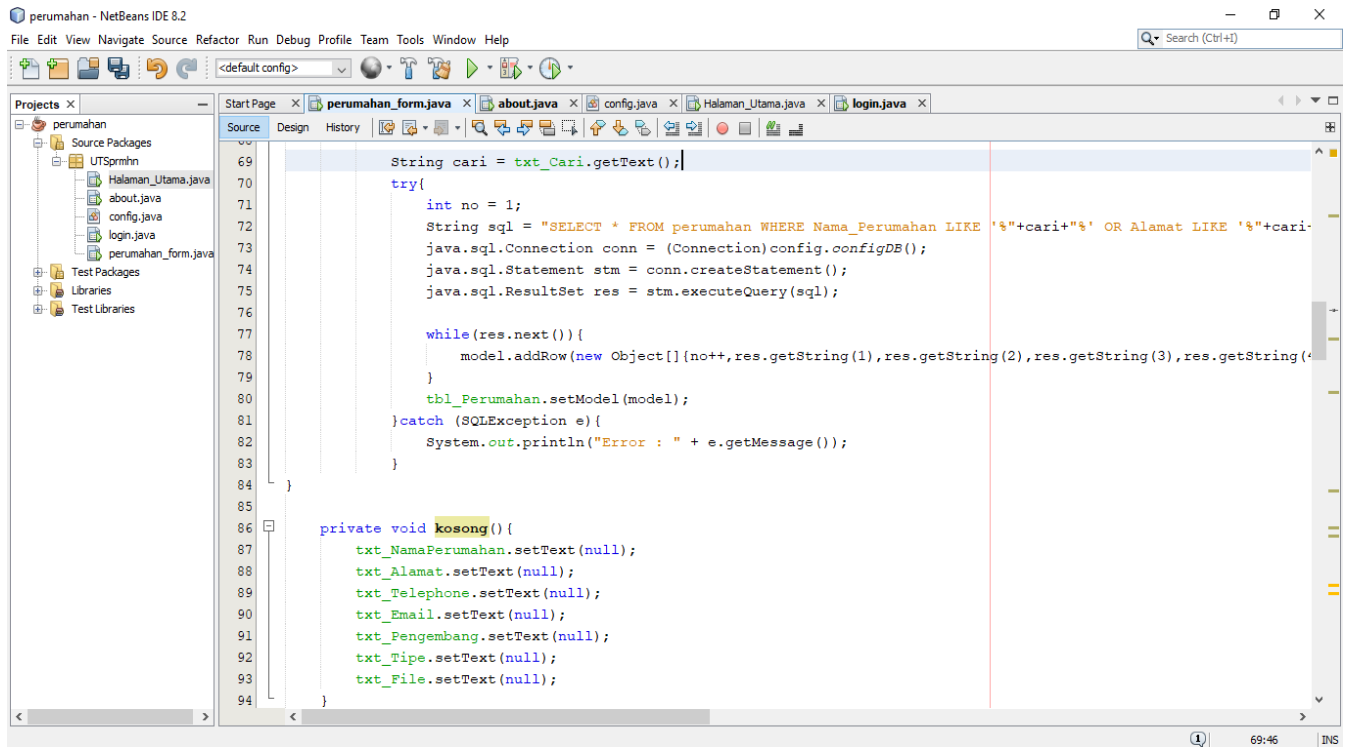 perumahan - NetBeans IDE 8.2
File Edit View Navigate Source Refactor Run Debug Profile Team Tools Window Help
Search (Ctrl+I)
<default config>
Projects
Start Page perumahan_form.java about.java config.java Halaman_Utama.java login.java
perumahan
Source Packages
UTSprmhn
Halaman_Utama.java
about.java
config.java
login.java
perumahan_form.java
Test Packages
Libraries
Test Libraries
Source Design History
69 String cari = txt_Cari.getText();
70 try{
71 int no = 1;
72 String sql = "SELECT * FROM perumahan WHERE Nama_Perumahan LIKE '%"+cari+"%' OR Alamat LIKE '%"+cari+
73 java.sql.Connection conn = (Connection)config.configDB();
74 java.sql.Statement stm = conn.createStatement();
75 java.sql.ResultSet res = stm.executeQuery(sql);
76
77 while(res.next()){
78 model.addRow(new Object[]{no++,res.getString(1),res.getString(2),res.getString(3),res.getString(
79 }
80 tbl_Perumahan.setModel(model);
81 }catch (SQLException e){
82 System.out.println("Error : " + e.getMessage());
83 }
84 }
85
86 private void kosong(){
87 txt_NamaPerumahan.setText(null);
88 txt_Alamat.setText(null);
89 txt_Telephone.setText(null);
90 txt_Email.setText(null);
91 txt_Pengembang.setText(null);
92 txt_Tipe.setText(null);
93 txt_File.setText(null);
94 }
1 69:46 INS